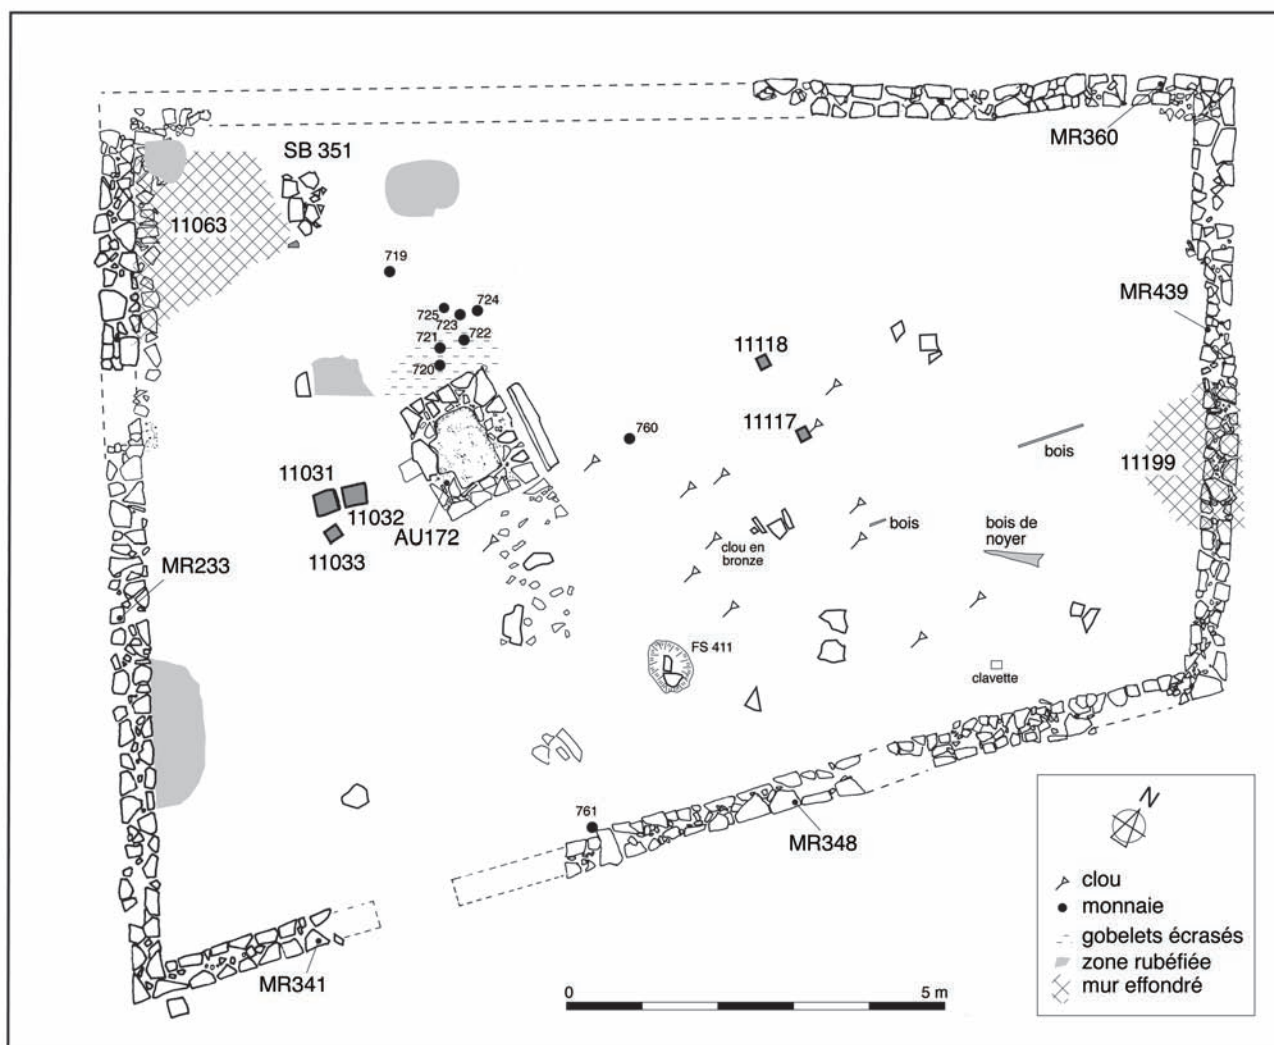 MR360
SB 351
11063
719
MR439
724
725
723
722
721
11118
720
760
11117
bois
11199
11031
11032
bois
bois de
noyer
AU172
clou en
bronze
11033
MR233
FS 411
clavette
761
MR348
N
clou
monnaie
gobelets écrasés
zone rubéfiée
mur effondré
MR341
0
5 m